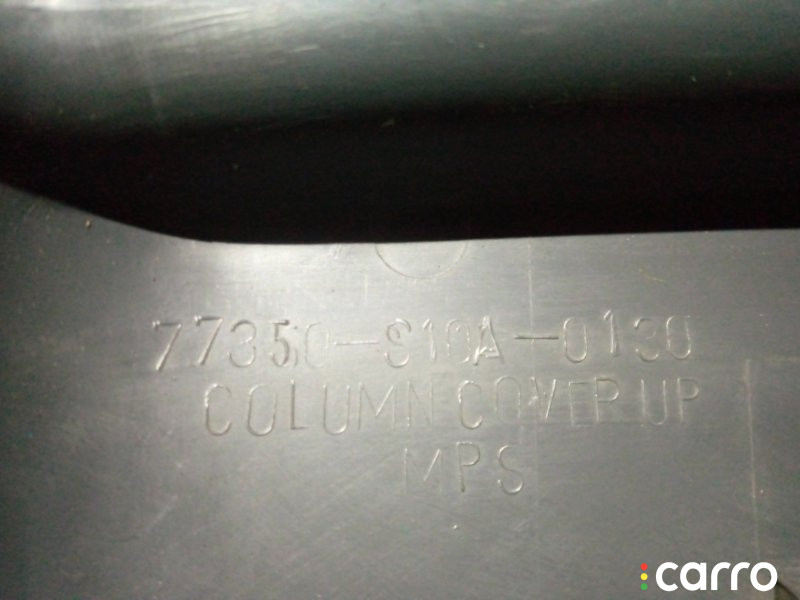 77350-S10A-0130
COLUMN COVER UP
MPS
carro